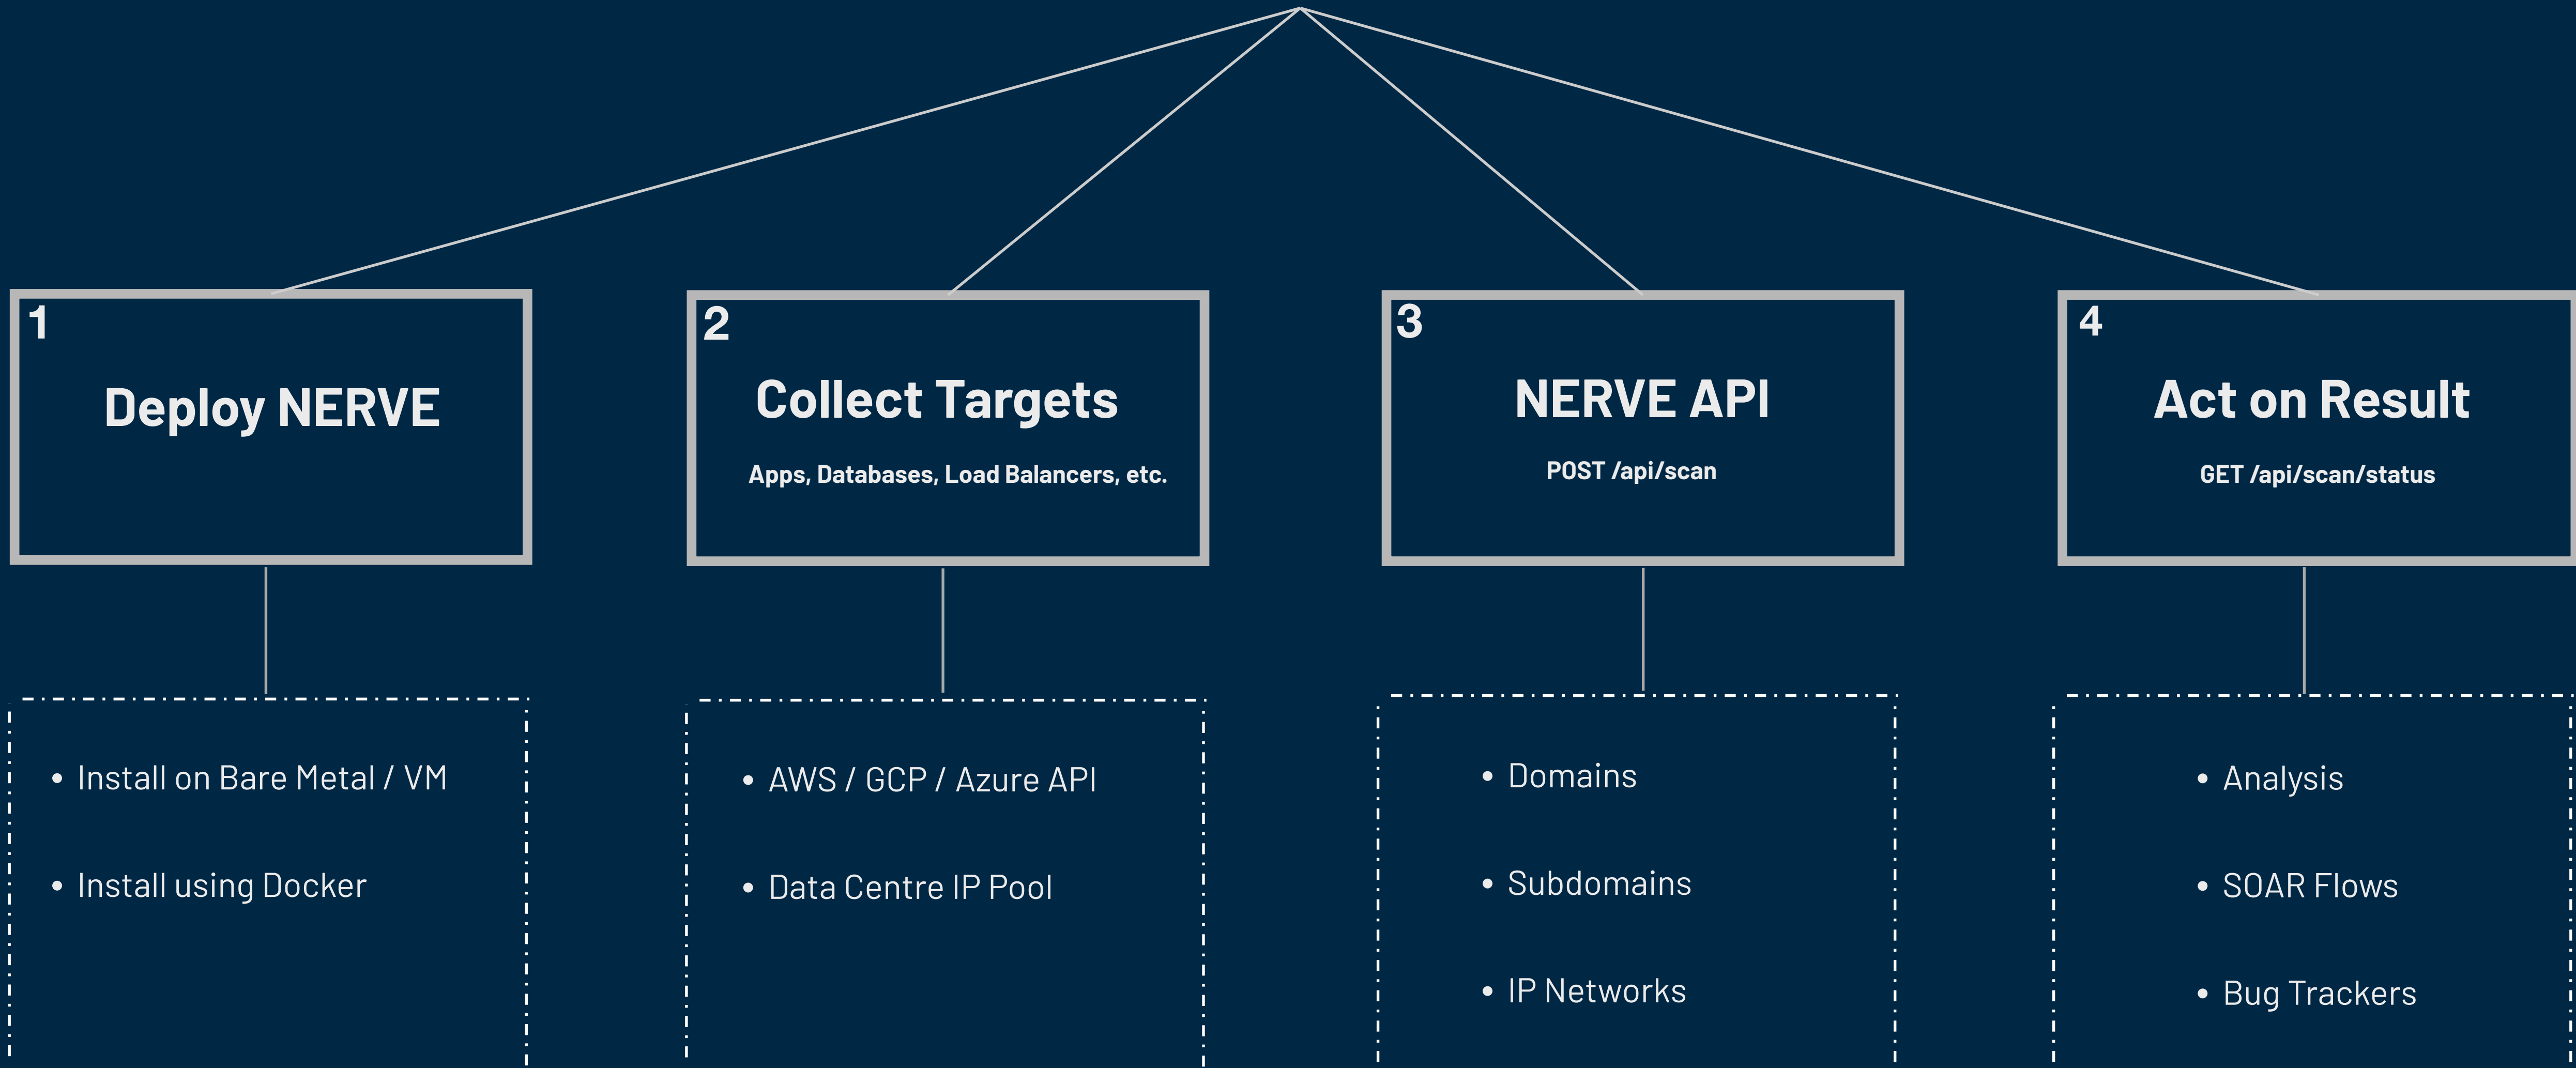 1
Deploy NERVE
• Install on Bare Metal / VM
• Install using Docker
2
Collect Targets
Apps, Databases, Load Balancers, etc.
• AWS / GCP / Azure API
• Data Centre IP Pool
3
NERVE API
POST /api/scan
• Domains
• Subdomains
• IP Networks
4
Act on Result
GET /api/scan/status
• Analysis
• SOAR Flows
• Bug Trackers